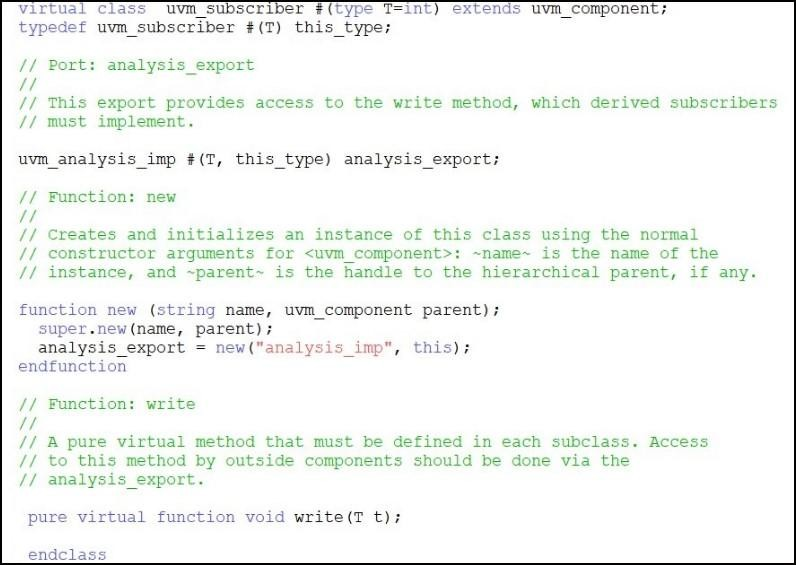 virtual class uvm_subscriber #(type T=int) extends uvm_component;
typedef uvm_subscriber #(T) this_type;
// Port: analysis_export
//
// This export provides access to the write method, which derived subscribers
// must implement.
uvm_analysis_imp #(T, this_type) analysis_export;
// Function: new
//
// Creates and initializes an instance of this class using the normal
// constructor arguments for <uvm_component>: ~name~ is the name of the
// instance, and ~parent~ is the handle to the hierarchical parent, if any.
function new (string name, uvm_component parent);
super.new(name, parent);
analysis_export = new("analysis_imp", this);
endfunction
// Function: write
//
// A pure virtual method that must be defined in each subclass. Access
// to this method by outside components should be done via the
// analysis_export.
pure virtual function void write(T t);
endclass